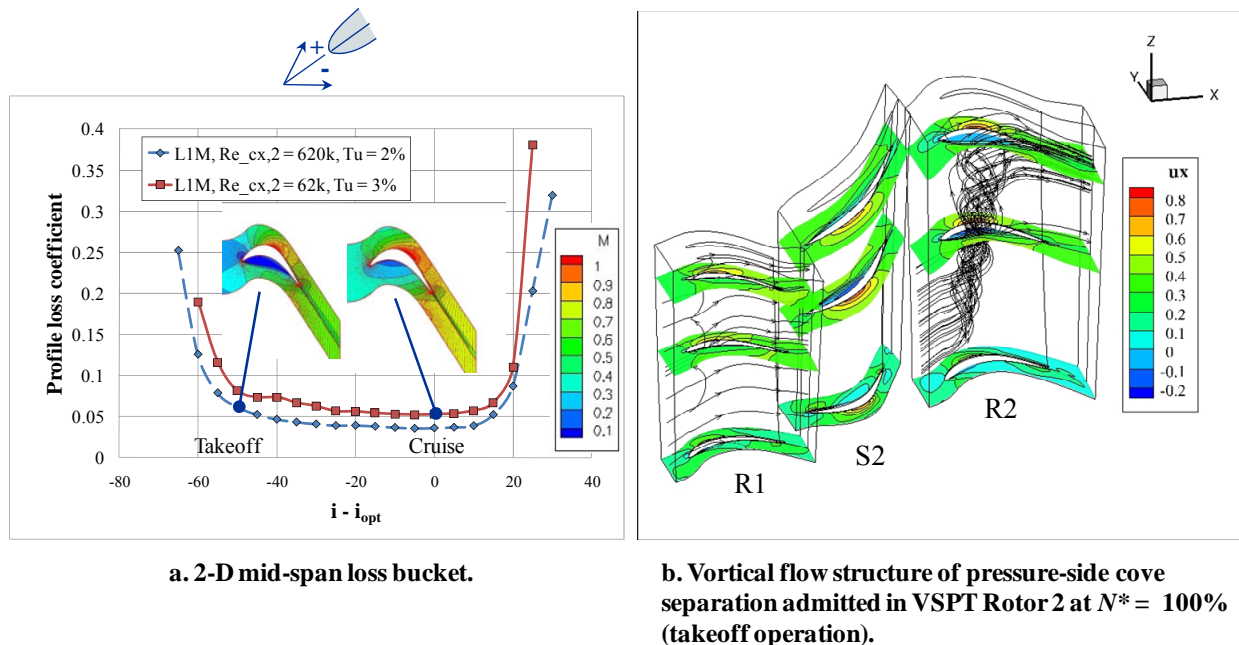 +
-
Profile loss coefficient
0.4
0.35
0.3
0.25
0.2
0.15
0.1
0.05
0
L1M, Re_cx,2 = 620k, Tu = 2%
L1M, Re_cx,2 = 62k, Tu = 3%
M
1
0.9
0.8
0.7
0.6
0.5
0.4
0.3
0.2
0.1
Takeoff
Cruise
-80 -60 -40 -20 0 20 40
i - iopt
a. 2-D mid-span loss bucket.
Z
Y
X
ux
0.8
0.7
0.6
0.5
0.4
0.3
0.2
0.1
0
-0.1
-0.2
R1
S2
R2
b. Vortical flow structure of pressure-side cove
separation admitted in VSPT Rotor 2 at N* = 100%
(takeoff operation).